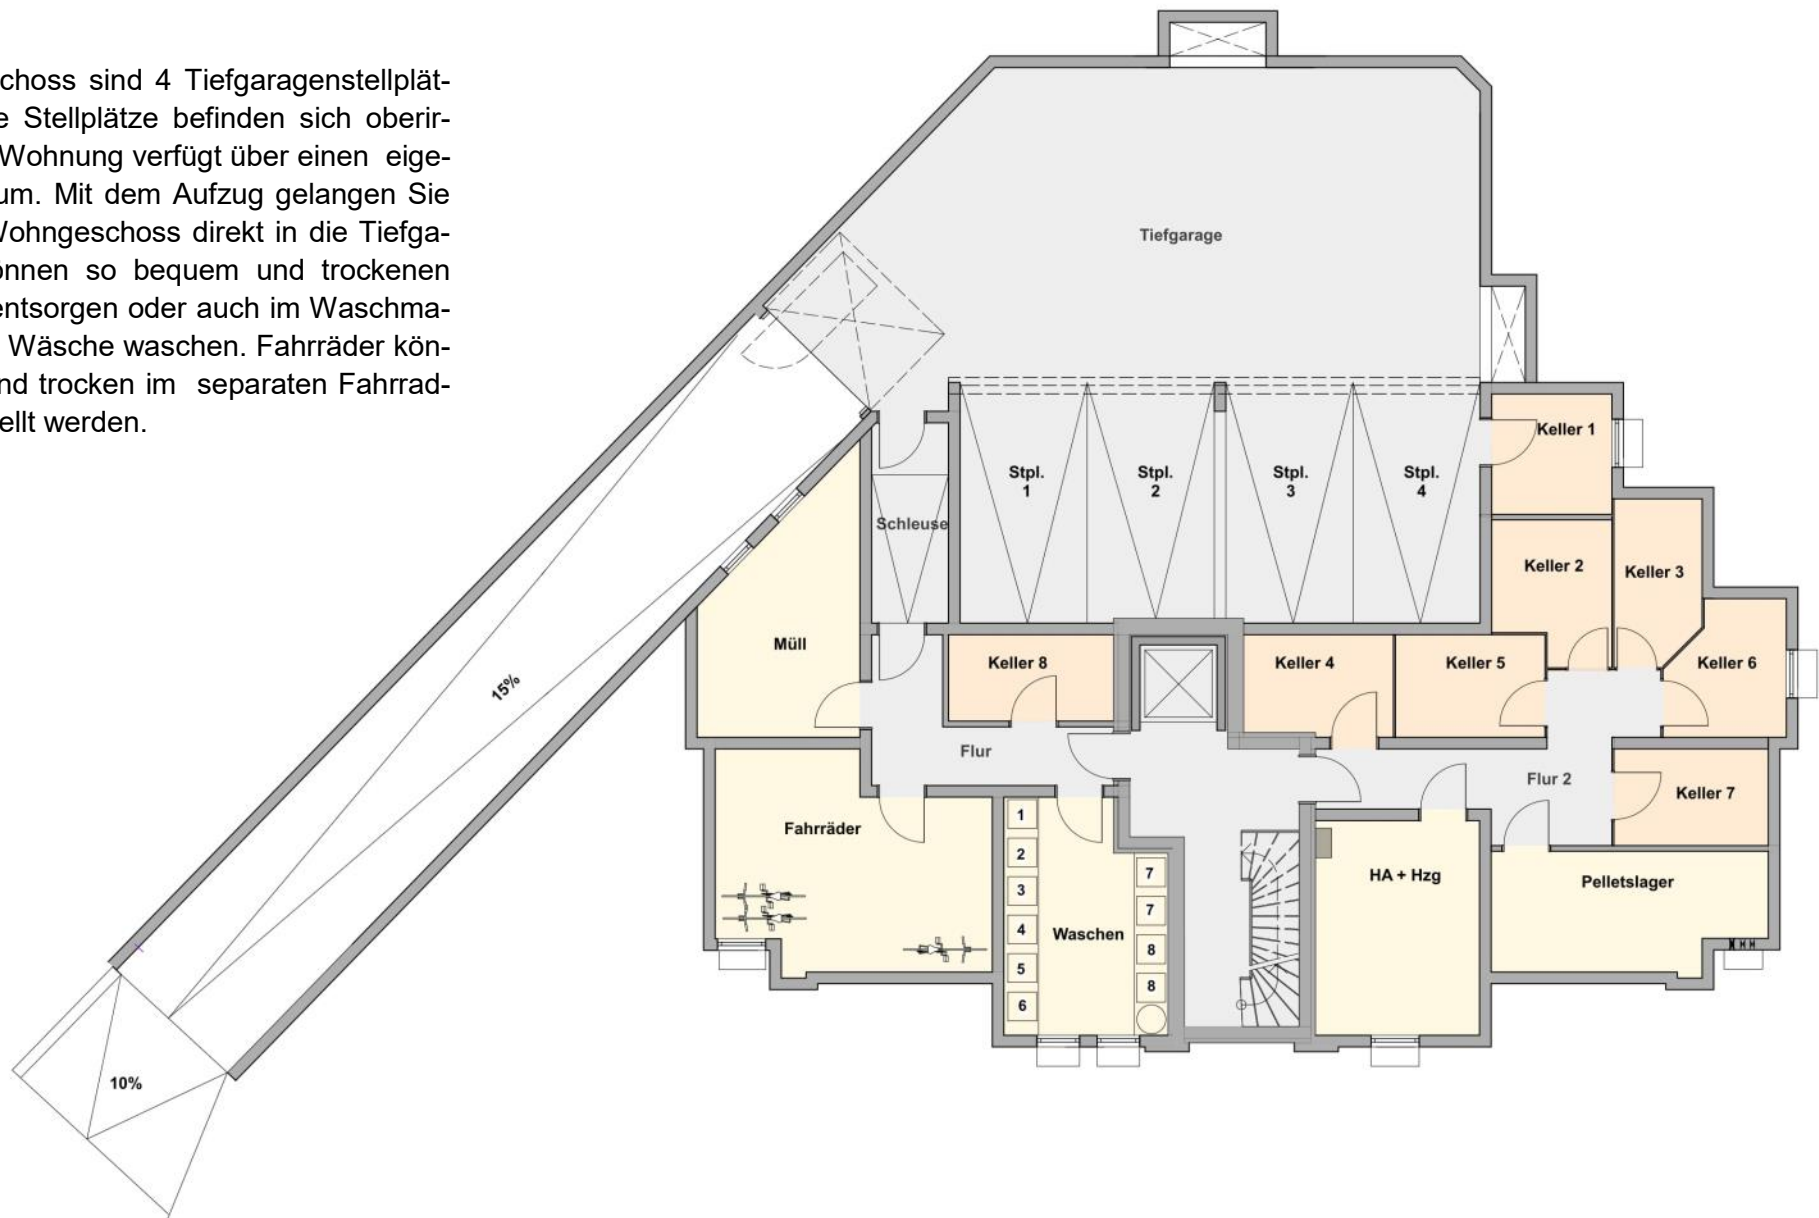 choss sind 4 Tiefgaragenstellplät-
e Stellplätze befinden sich oberir-
Wohnung verfügt über einen eige-
um. Mit dem Aufzug gelangen Sie
Wohngeschoss direkt in die Tiefga-
önnen so bequem und trockenen
entsorgen oder auch im Waschma-
Wäsche waschen. Fahrräder kön-
nd trocken im separaten Fahrrad-
ellt werden.
Tiefgarage
Keller 1
Stpl.
1
Stpl.
2
Stpl.
3
Stpl.
4
Schleuse
Keller 2
Keller 3
Müll
Keller 8
Keller 4
Keller 5
Keller 6
15%
Flur
Flur 2
Keller 7
Fahrräder
1
2
3
4
5
6
Waschen
7
7
8
8
HA + Hzg
Pelletslager
10%